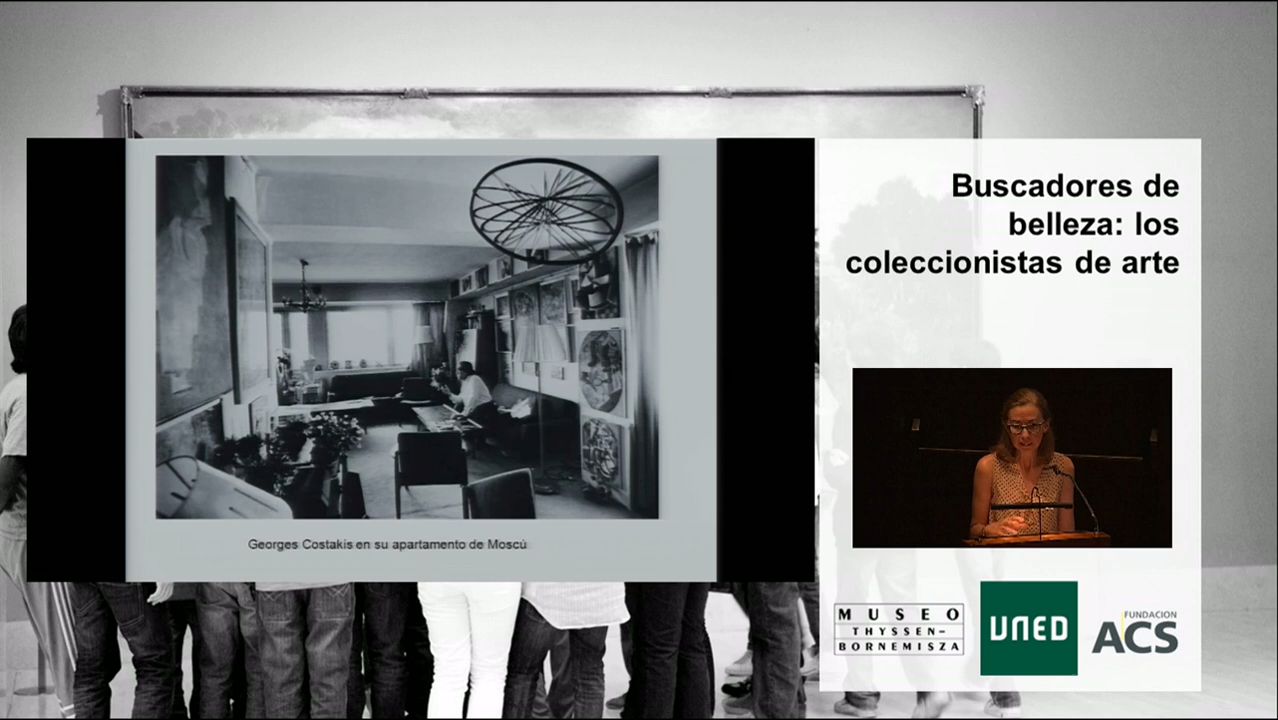 Buscadores de
belleza: los
coleccionistas de arte
Georges Costakis en su apartamento de Moscú
MUSEO
THYSSEN-
BORNEMISZA
UNED
FUNDACION
ACS